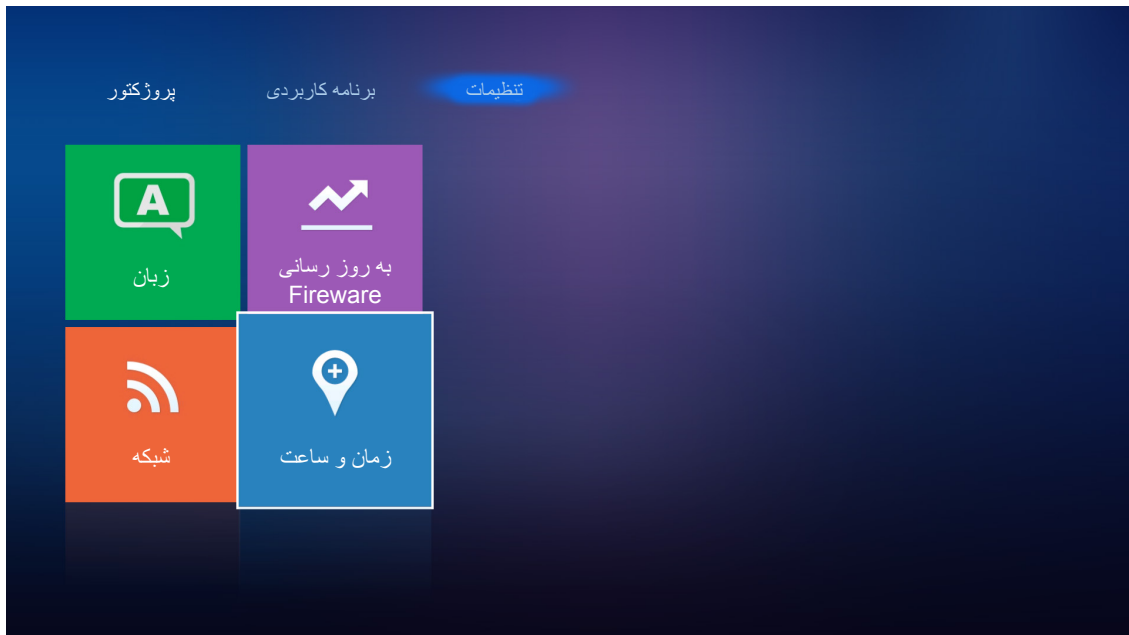 پروژکتور
برنامه کاربردی
تنظیمات
زبان
به روز رسانی
Fireware
شبکه
زمان و ساعت